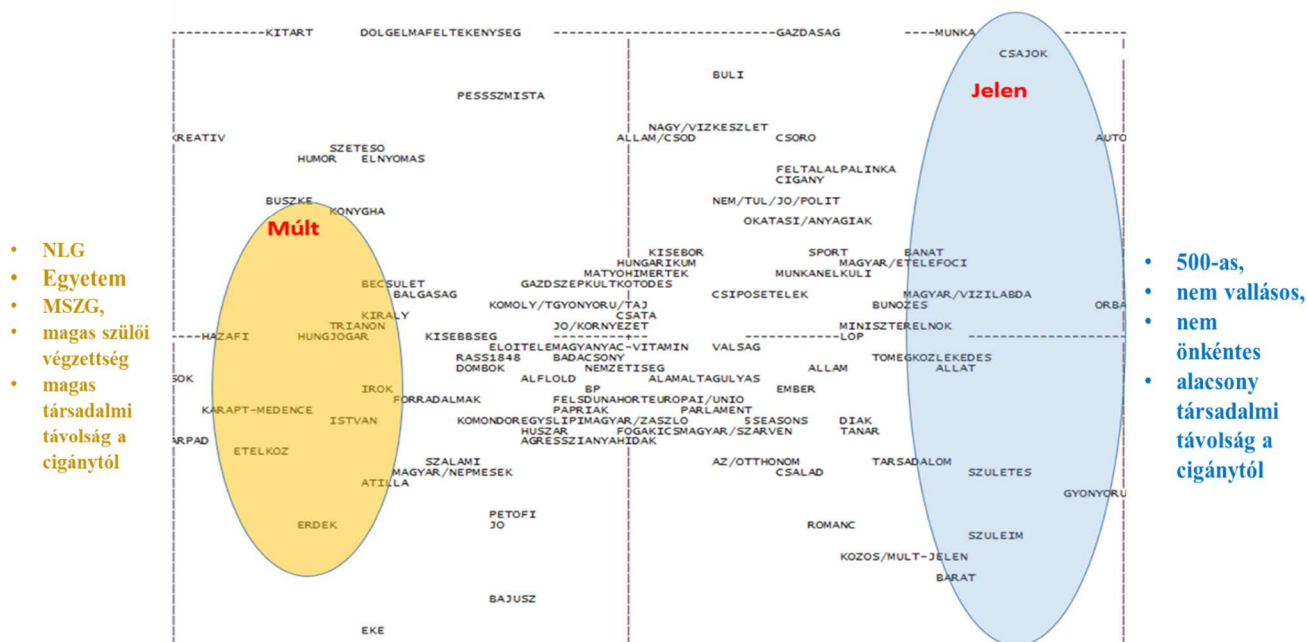 KITART DOLGELMAFELTEKENYSEG GAZDASAG MUNKA
CSAJOK
BULI
Jelen
PESSSZMISTA
NAGY/VIZKESZLET
KREATIV ALLAM/CSOD CSORO AUTO
SZETESO
HUMOR ELNYOMAS
FELTALALPALINKA
CIGANY
BUSZKE NEM/TUL/JO/POLIT
KONYGHA
Múlt
OKATASI/ANYAGIAK
KISEBOR SPORT BANAT
HUNGARIKUM MAGYAR/ETELEFOCI
MATYOHIMERTEK MUNKANELKULI
BECSULET GAZDSZEPKULTKOTODES
BALGASAG CSIPOSETELEK MAGYAR/VIZILABDA
KOMOLY/TGYONYORU/TAJ BUNOZES ORBA
KIRALY CSATA
TRIANON JO/KORNYEZET MINISZTERELNOK
HAZAFI HUNGJOGAR KISEBBSEG LOP
ELOITELEMAGYANYAC-VITAMIN VALSAG
RASS1848 BADACSONY TOMEGKOZLEKEDES
DOMBOK NEMZETISEG ALLAM ALLAT
SOK ALFLOLD ALAMALTAGULYAS
IROK BP EMBER
FORRADALMAK FELSDUNAHORTEUROPAI/UNIO
KARAPT-MEDENCE PAPRIAK PARLAMENT
ISTVAN KOMONDOREGYSLIPIMAGYAR/ZASZLO 5SEASONS DIAK
HUSZAR FOGAKICSMAGYAR/SZARVEN TANAR
ARPAD AGRESSZIANYAHIDAK
ETELKOZ
SZALAMI AZ/OTTHONOM TARSADALOM
MAGYAR/NEPMESEK CSALAD SZULETES
ATILLA
GYONYORU
PETOFI
ERDEK JO ROMANC
SZULEIM
KOZOS/MULT-JELEN
BARAT
BAJUSZ
EKE
• NLG
• Egyetem
• MSZG,
• magas szülői
végzettség
• magas
társadalmi
távolság a
cigánytól
• 500-as,
• nem vallásos,
• nem
önkéntes
• alacsony
társadalmi
távolság a
cigánytól